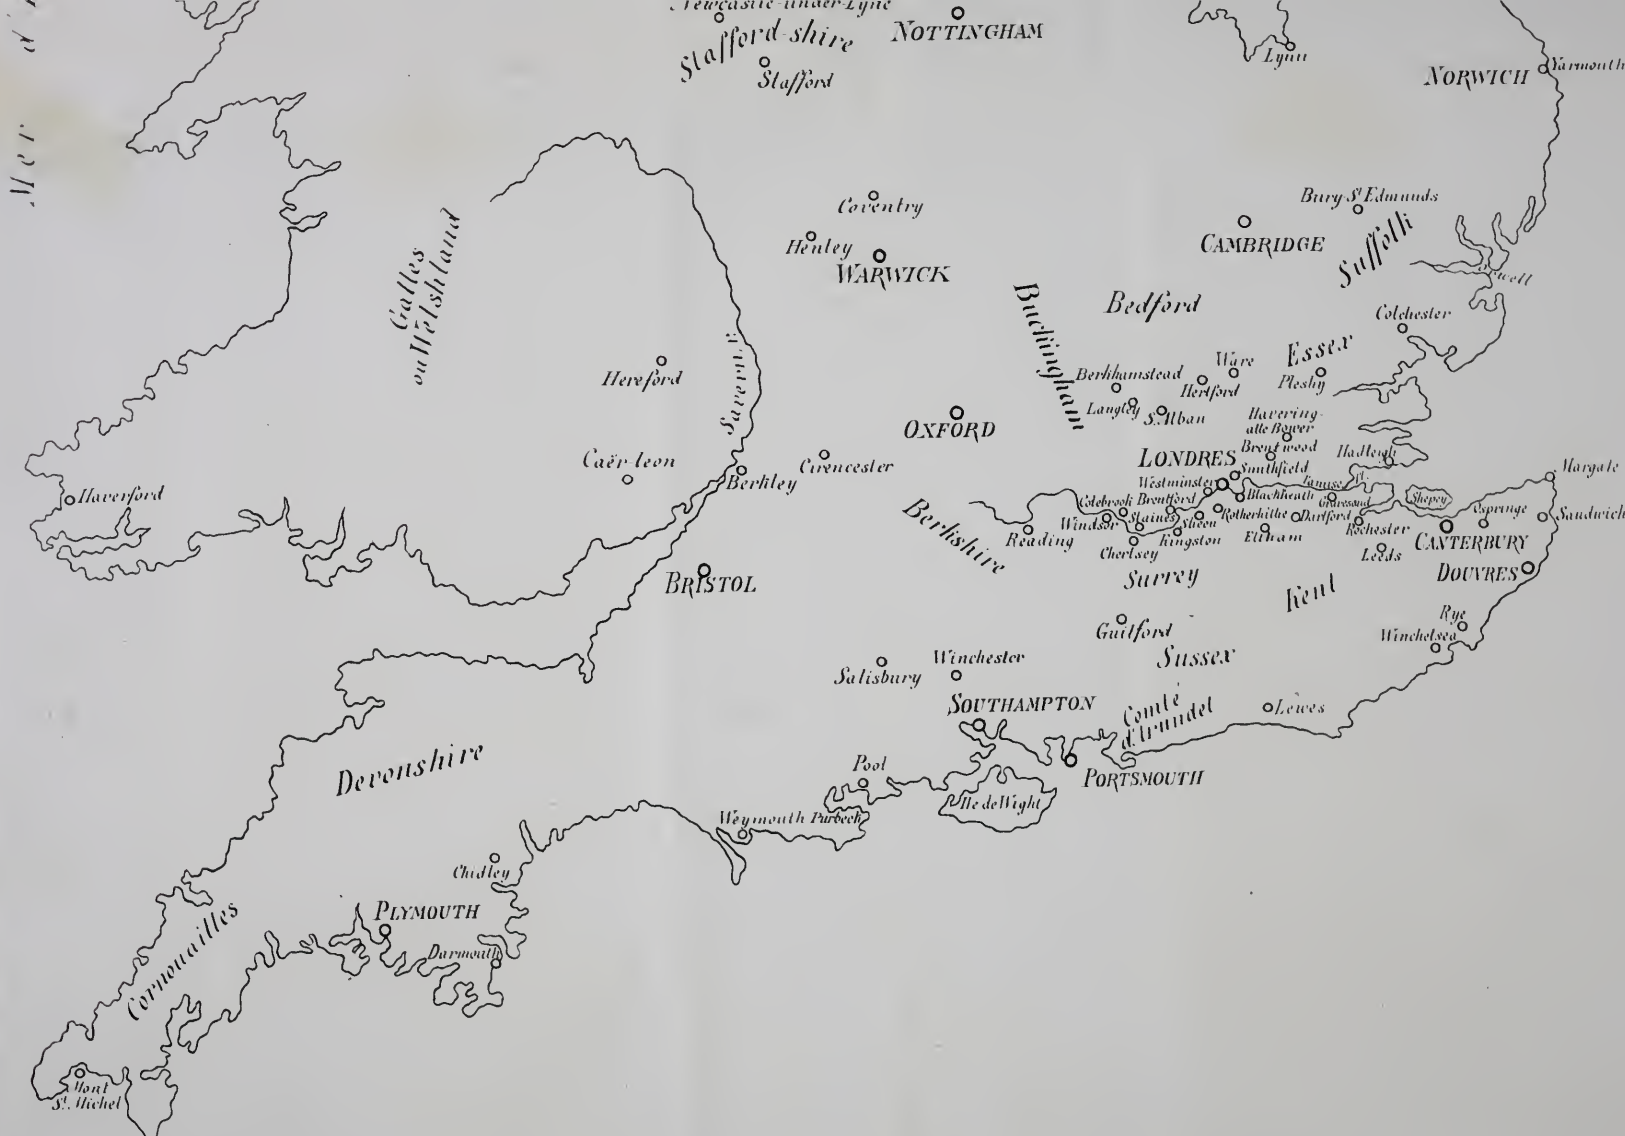 Newcastle-under-Lyne
Stafford-shire
Stafford
NOTTINGHAM
Lynn
NORWICH
Yarmouth
Mer
Coventry
Henley
WARWICK
Bury St Edmunds
CAMBRIDGE
Suffolk
Orwell
Galles
ou Welshland
Buckingham
Bedford
Colchester
Essex
Hereford
Saverne R.
Berkhamstead
Ware
Hertford
Pleshy
Langley
St. Alban
OXFORD
Havering-
atte Bower
Brentwood
Hadleigh
LONDRES
Smithfield
Caër-leon
Cirencester
Berkley
Haverford
Westminster
Tamise
Fl.
Margate
Colebrook
Brentford
Blackheath
Gravesend
Shepey
Berkshire
Windsor
Staines
Sheen
Rotherhithe
Dartford
Rochester
Ospringe
Sandwich
Reading
Chertsey
Kingston
Eltham
Leeds
CANTERBURY
BRISTOL
Surrey
Kent
DOUVRES
Guilford
Rye
Winchelsea
Salisbury
Winchester
Sussex
SOUTHAMPTON
Comté
d'Arundel
Lewes
Devonshire
Pool
PORTSMOUTH
Ile de Wight
Weymouth
Purbeck
Chidley
Cornouailles
PLYMOUTH
Darmouth
Mont
St. Michel